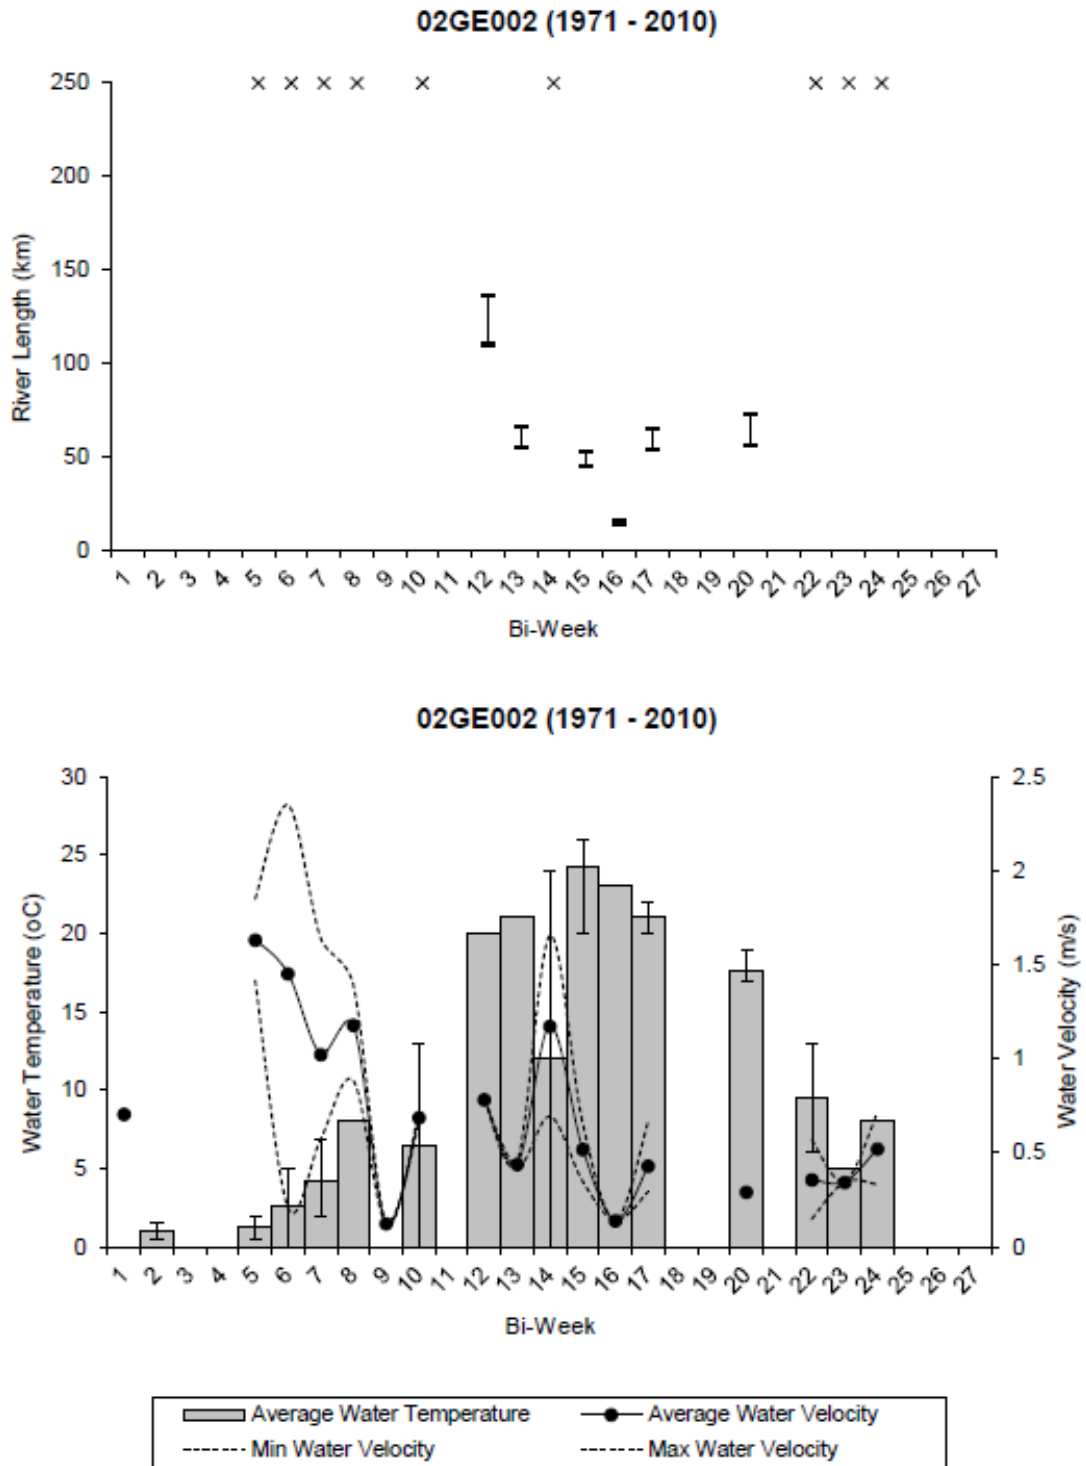 02GE002 (1971 - 2010)
250
200
150
100
50
0
River Length (km)
1 2 3 4 5 6 7 8 9 10 11 12 13 14 15 16 17 18 19 20 21 22 23 24 25 26 27
Bi-Week
02GE002 (1971 - 2010)
30
25
20
15
10
5
0
Water Temperature (oC)
2.5
2
1.5
1
0.5
0
Water Velocity (m/s)
1 2 3 4 5 6 7 8 9 10 11 12 13 14 15 16 17 18 19 20 21 22 23 24 25 26 27
Bi-Week
Average Water Temperature
Average Water Velocity
Min Water Velocity
Max Water Velocity